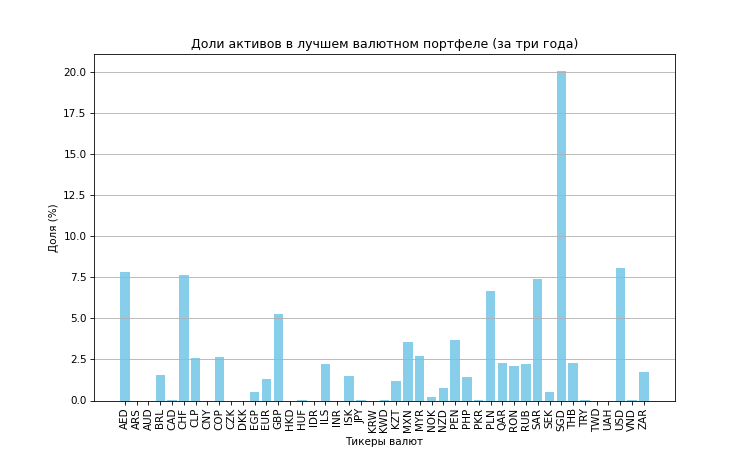 Доли активов в лучшем валютном портфеле (за три года)
Доля (%)
20.0
17.5
15.0
12.5
10.0
7.5
5.0
2.5
0.0
AED ARS AUD BRL CAD CHF CLP CNY COP CZK DKK EGP EUR GBP HKD HUF IDR ILS INR ISK JPY KRW KWD KZT MXN MYR NOK NZD PEN PHP PKR PLN QAR RON RUB SAR SEK SGD THB TRY TWD UAH USD VND ZAR
Тикеры валют